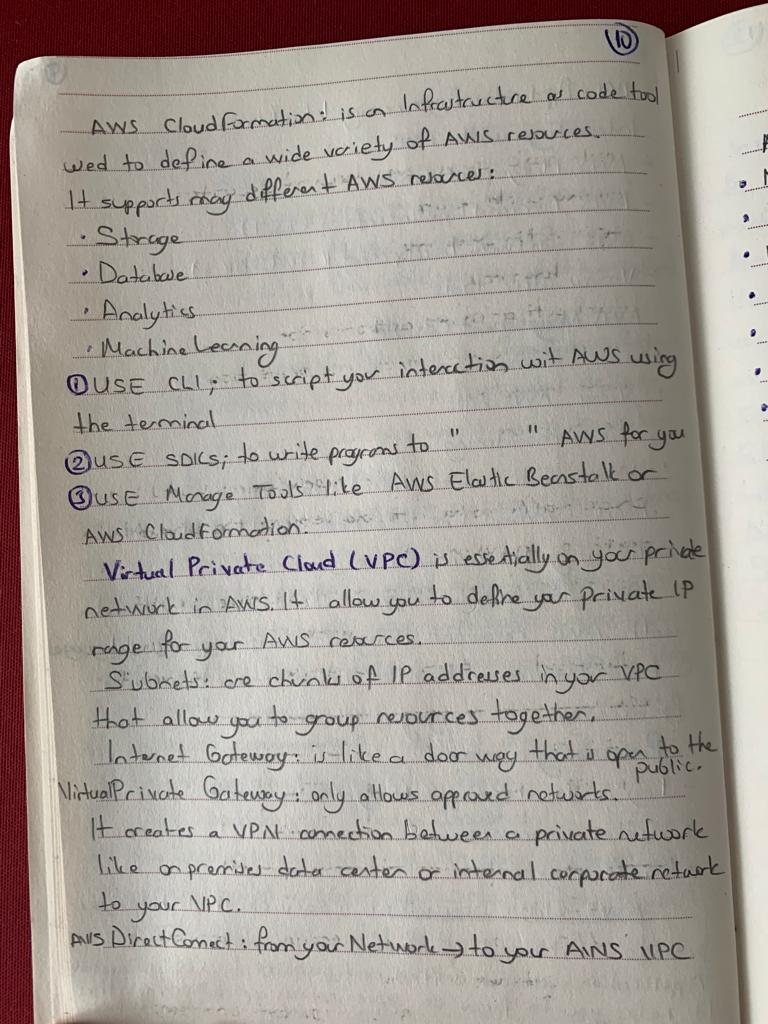 10
AWS CloudFormation: is an Infrastructure as code tool
used to define a wide variety of AWS resources.
It supports may different AWS resources:
· Storage
· Database
· Analytics
· Machine Learning
① USE CLI; to script your interaction wit AWS using
the terminal
② USE SDKs; to write programs to " " AWS for you
③ USE Manage Tools like AWS Elastic Beanstalk or
AWS CloudFormation.
Virtual Private Cloud (VPC) is essentially on your private
network in AWS. It allow you to define your private IP
range for your AWS resources.
Subnets: are chunks of IP addresses in your VPC
that allow you to group resources together.
Internet Gateway: is like a door way that is open to the
public.
Virtual Private Gateway: only allows approved networks.
It creates a VPN connection between a private network
like on premises data center or internal corporate network
to your VPC.
AWS Direct Connect: from your Network → to your AWS VPC